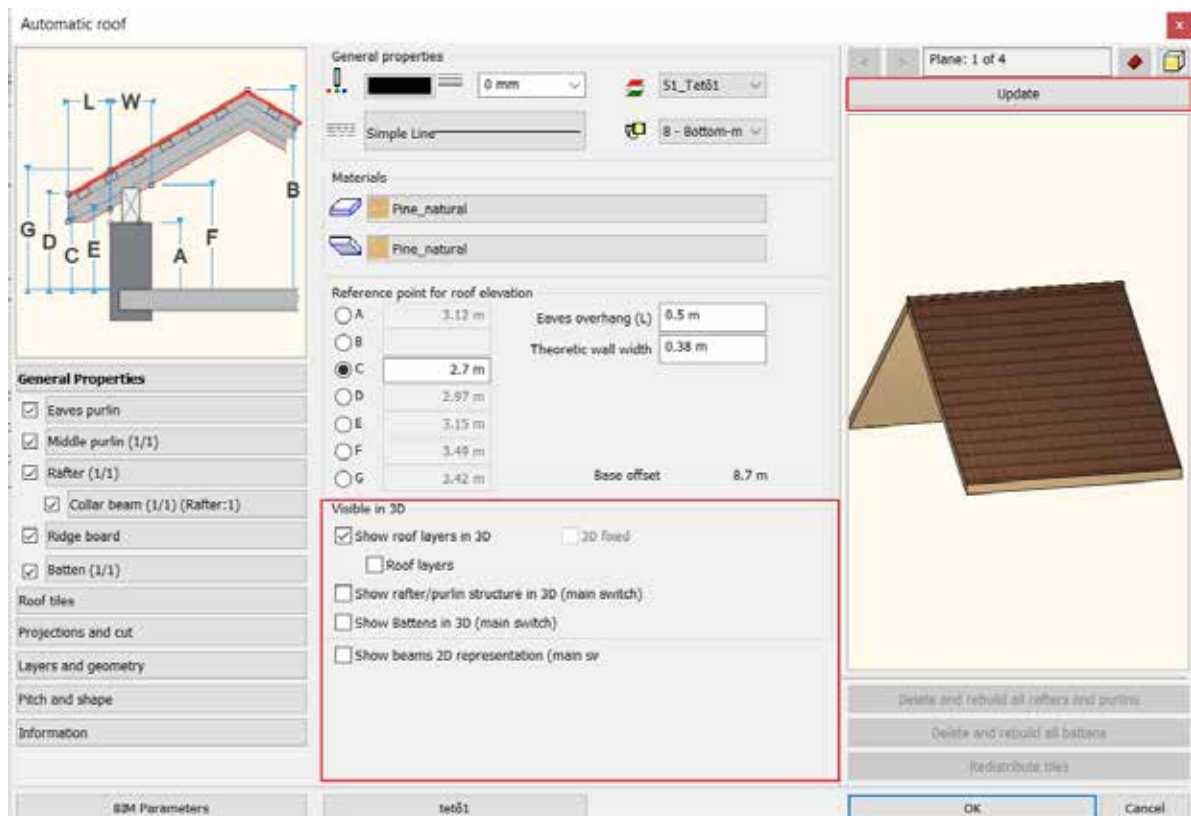 Automatic roof
x
L
W
B
G
D
C
E
A
F
General Properties
Eaves purlin
Middle purlin (1/1)
Rafter (1/1)
Collar beam (1/1) (Rafter:1)
Ridge board
Batten (1/1)
Roof tiles
Projections and cut
Layers and geometry
Pitch and shape
Information
BIM Parameters
General properties
0 mm
S1_Tető1
Simple Line
8 - Bottom-m
Materials
Pine_natural
Pine_natural
Reference point for roof elevation
A 3.12 m
B
C 2.7 m
D 2.97 m
E 3.15 m
F 3.49 m
G 3.42 m
Eaves overhang (L) 0.5 m
Theoretic wall width 0.38 m
Base offset 8.7 m
Visible in 3D
Show roof layers in 3D
3D fixed
Roof layers
Show rafter/purlin structure in 3D (main switch)
Show Battens in 3D (main switch)
Show beams 2D representation (main sv
tető1
< > Plane: 1 of 4
Update
Delete and rebuild all rafters and purlins
Delete and rebuild all battens
Redistribute tiles
OK
Cancel